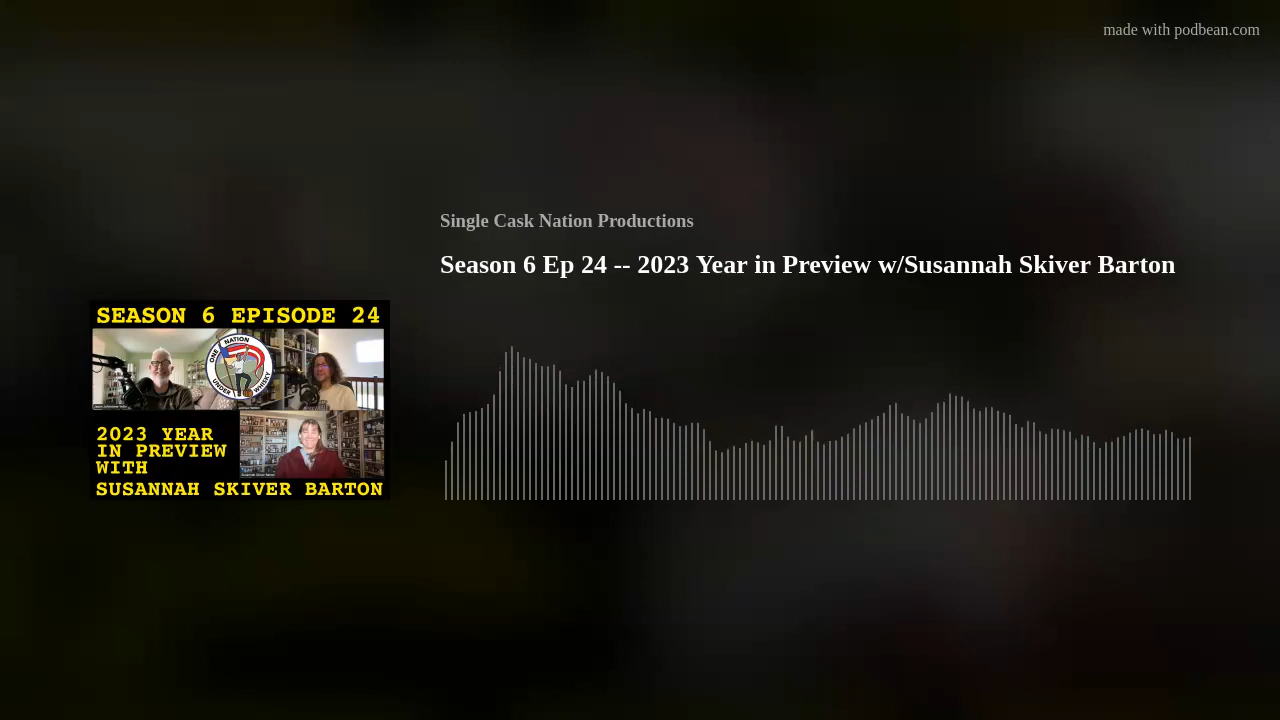 made with podbean.com
Single Cask Nation Productions
Season 6 Ep 24 -- 2023 Year in Preview w/Susannah Skiver Barton
SEASON 6 EPISODE 24
ONE NATION
UNDER WHISKY
2023 YEAR
IN PREVIEW
WITH
SUSANNAH SKIVER BARTON